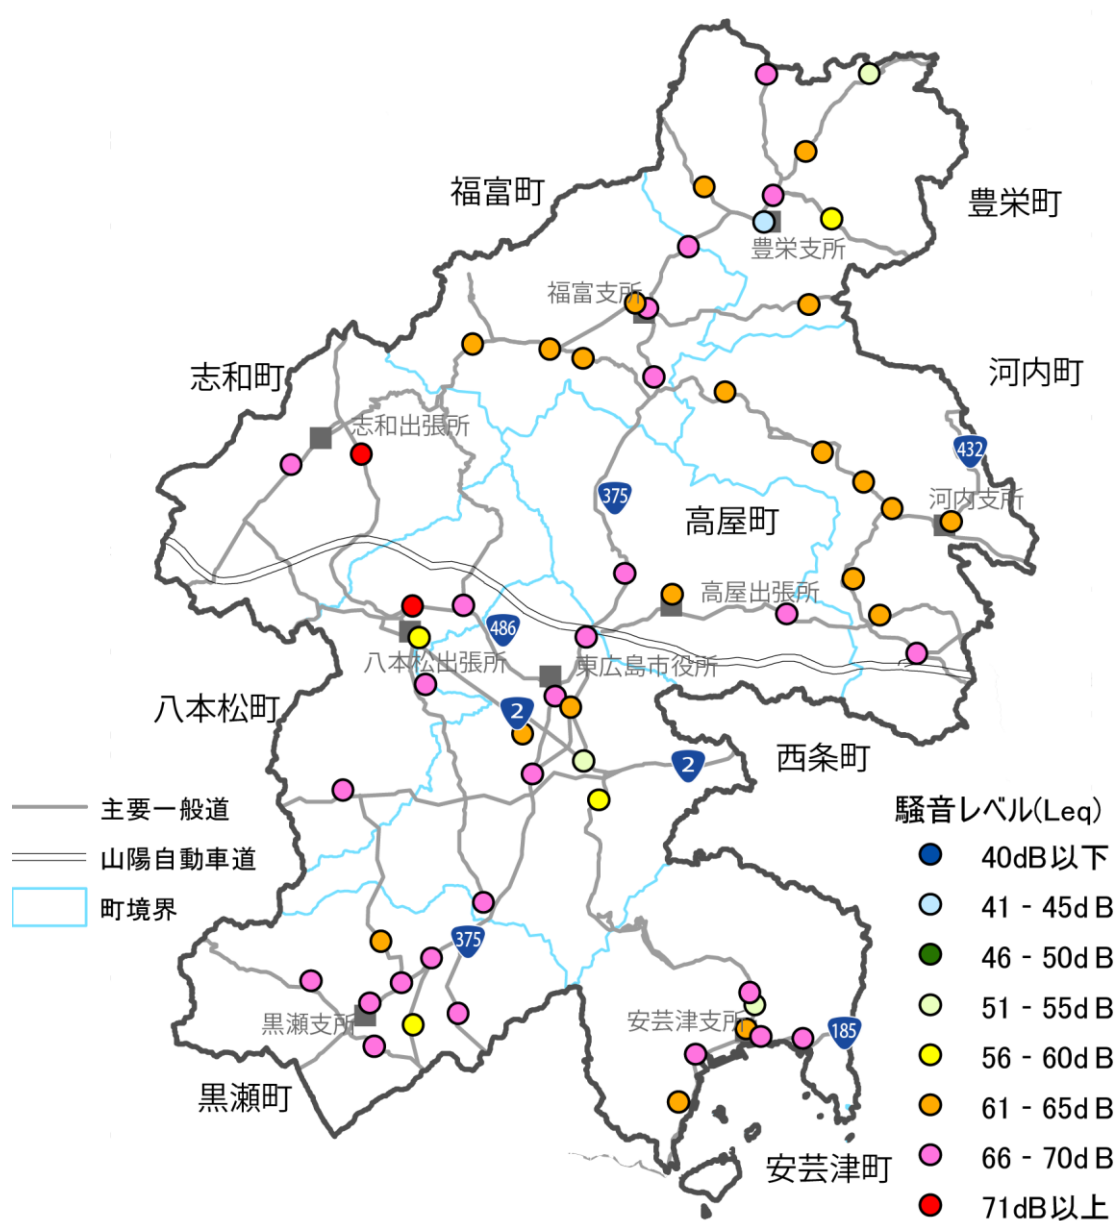 福富町
豊栄町
豊栄支所
福富支所
志和町
河内町
志和出張所
432
375
河内支所
高屋町
高屋出張所
486
八本松出張所
東広島市役所
八本松町
2
西条町
2
主要一般道
山陽自動車道
町境界
騒音レベル(Leq)
40dB以下
41 - 45dB
46 - 50dB
51 - 55dB
56 - 60dB
61 - 65dB
66 - 70dB
71dB以上
375
黒瀬支所
安芸津支所
185
黒瀬町
安芸津町